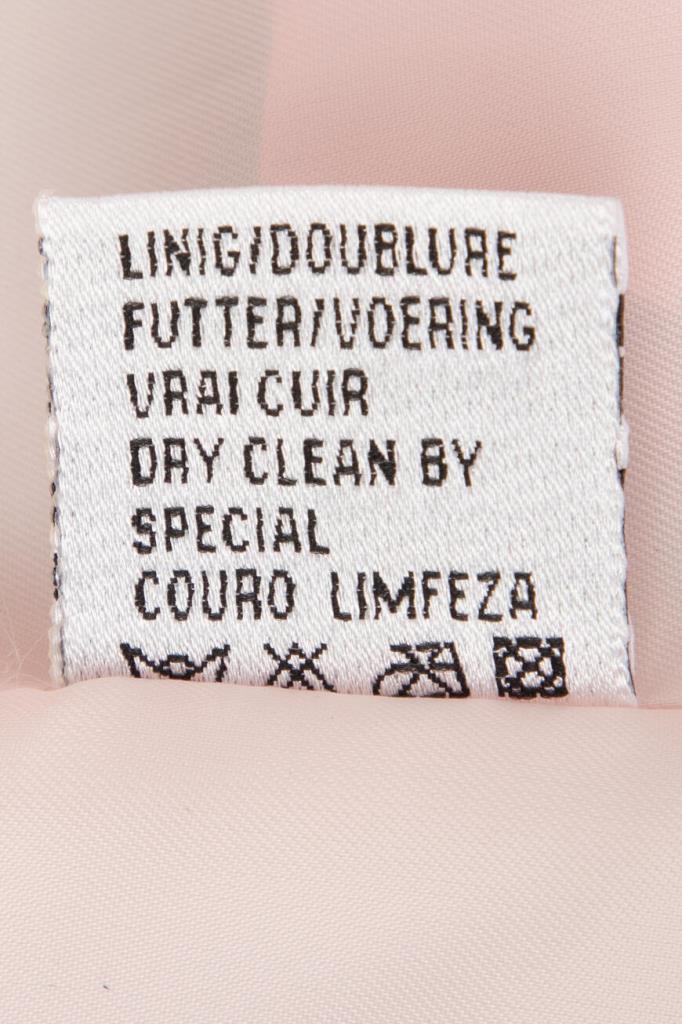 LINIG/DOUBLURE
FUTTER/VOERING
VRAI CUIR
DRY CLEAN BY
SPECIAL
COURO LIMFEZA